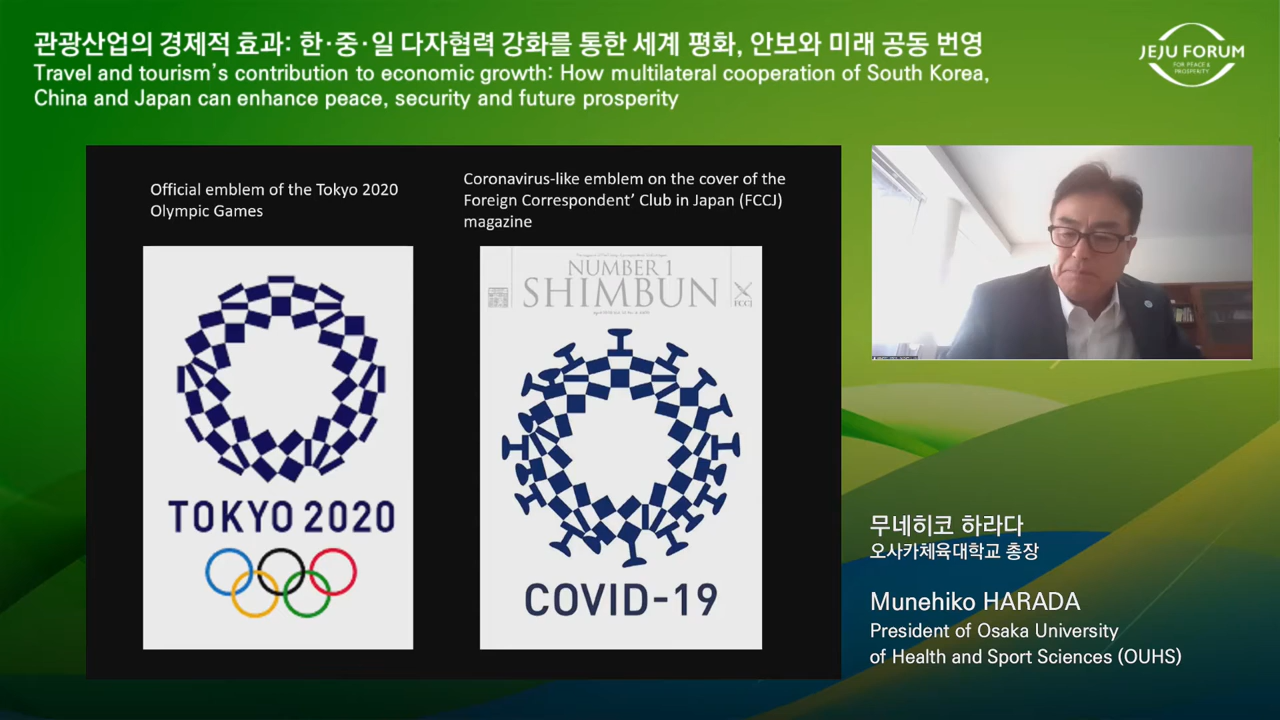 관광산업의 경제적 효과: 한·중·일 다자협력 강화를 통한 세계 평화, 안보와 미래 공동 번영
Travel and tourism's contribution to economic growth: How multilateral cooperation of South Korea,
China and Japan can enhance peace, security and future prosperity
JEJU FORUM
FOR PEACE &
PROSPERITY
Official emblem of the Tokyo 2020
Olympic Games
TOKYO 2020
Coronavirus-like emblem on the cover of the
Foreign Correspondent' Club in Japan (FCCJ)
magazine
NUMBER 1
SHIMBUN
FCCJ
COVID-19
무네히코 하라다
오사카체육대학교 총장
Munehiko HARADA
President of Osaka University
of Health and Sport Sciences (OUHS)